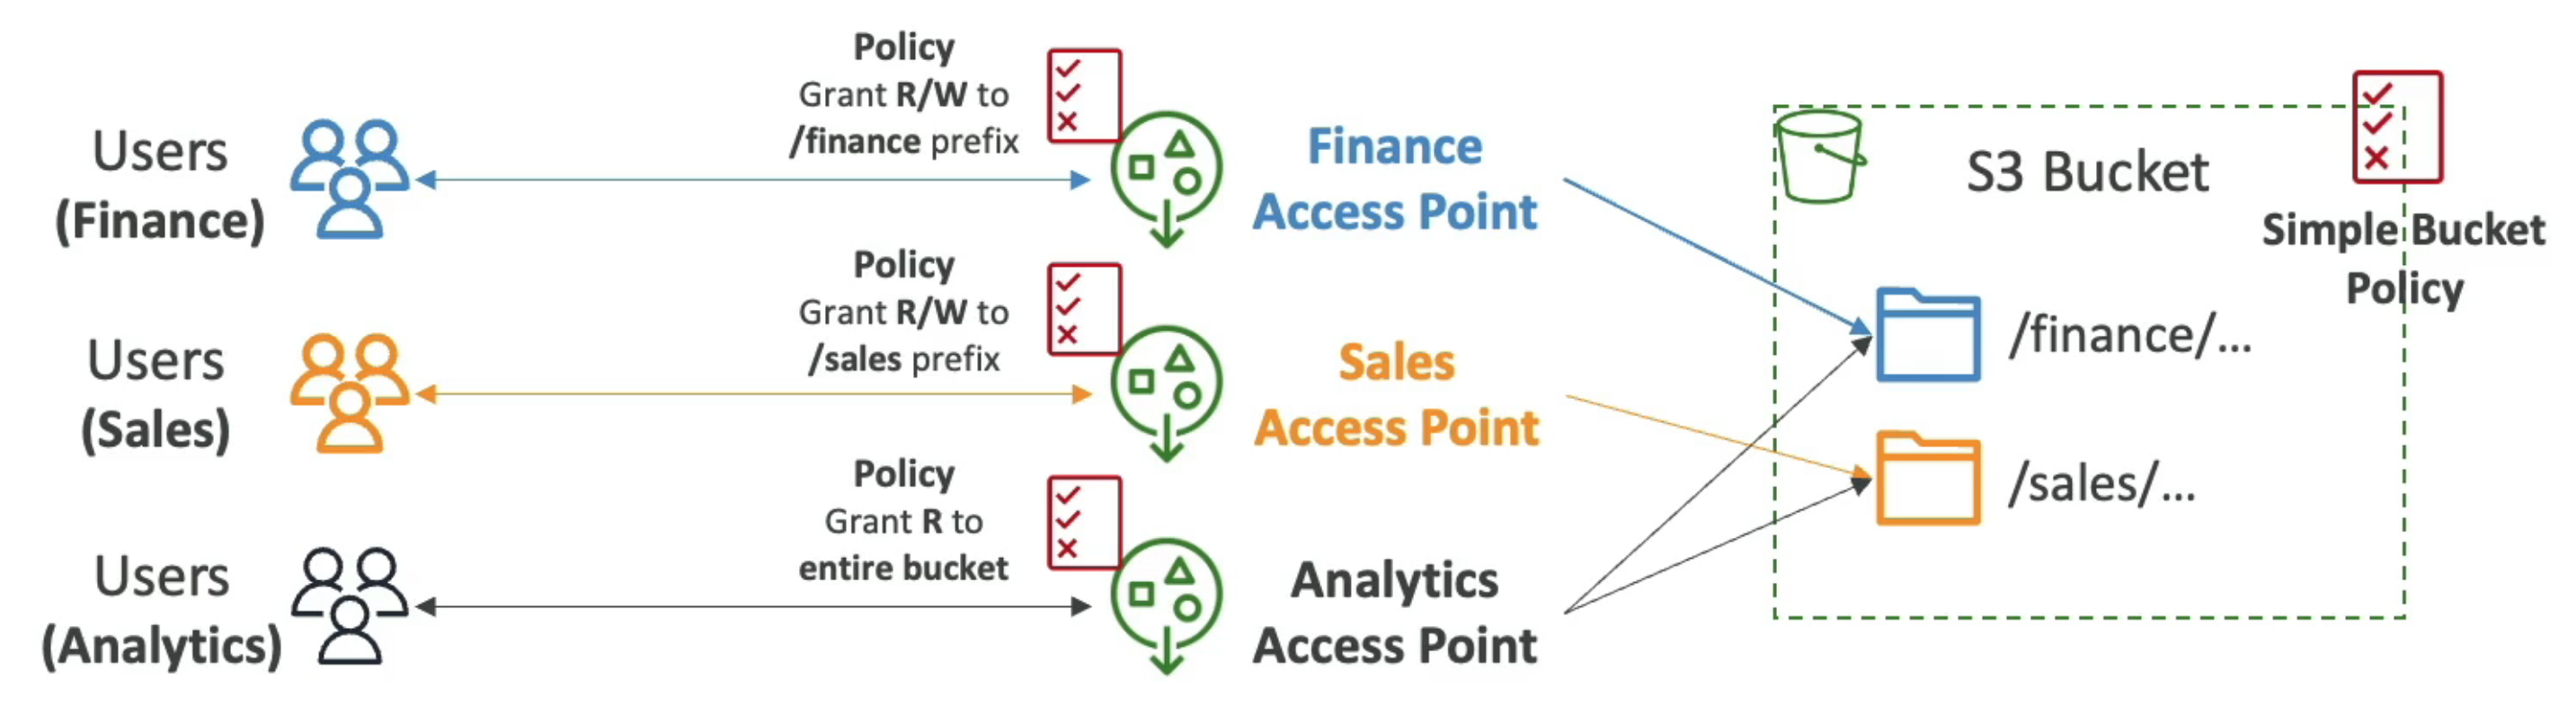 Policy
Grant R/W to
/finance prefix
Users
(Finance)
Finance
Access Point
S3 Bucket
Simple Bucket
Policy
/finance/...
Policy
Grant R/W to
/sales prefix
Users
(Sales)
Sales
Access Point
/sales/...
Policy
Grant R to
entire bucket
Users
(Analytics)
Analytics
Access Point